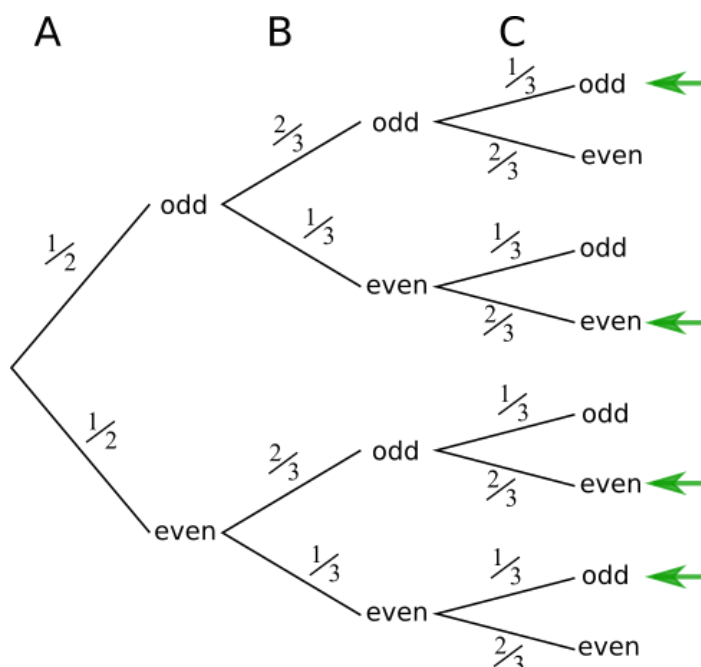 A B C
1/3 odd
2/3 odd
2/3 even
1/2 odd
1/3 odd
1/3 even
2/3 even
1/3 odd
1/2 2/3 odd
2/3 even
even
1/3 odd
1/3 even
2/3 even